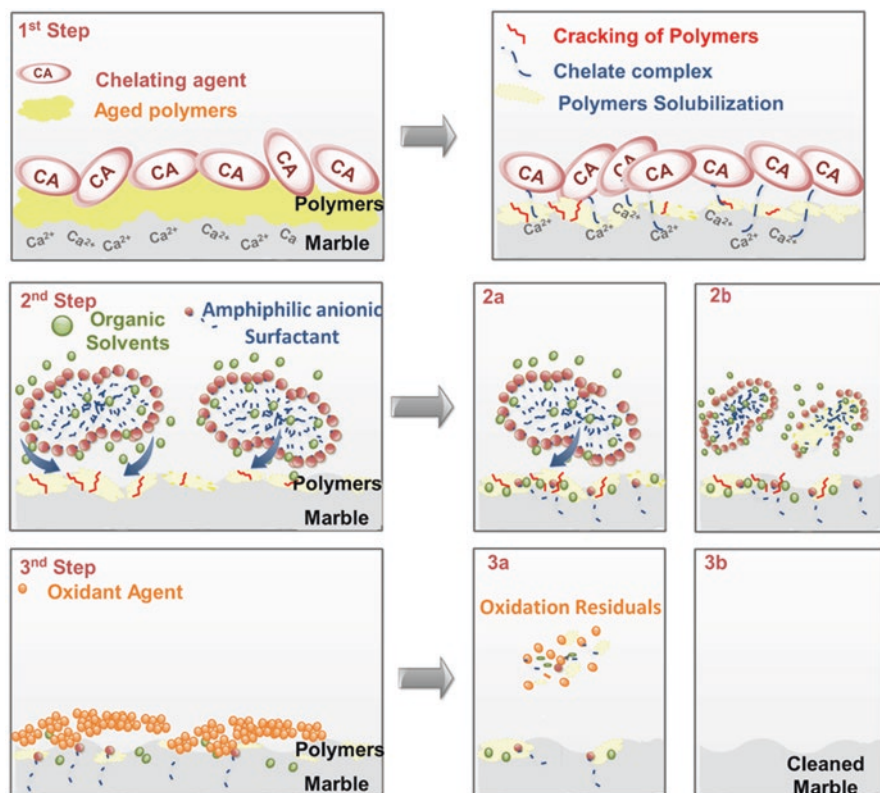 1st Step
CA
Chelating agent
Aged polymers
CA CA CA CA CA CA
Polymers
Marble
Ca2+ Ca2+ Ca2+ Ca2+ Ca2+ Ca2+ Ca
Cracking of Polymers
Chelate complex
Polymers Solubilization
CA CA CA CA CA CA CA
Ca2+ Ca2+ Ca2+ Ca2+ Ca2+
2nd Step
Organic
Solvents
Amphiphilic anionic
Surfactant
Polymers
Marble
2a
2b
3nd Step
Oxidant Agent
Polymers
Marble
3a
Oxidation Residuals
3b
Cleaned
Marble